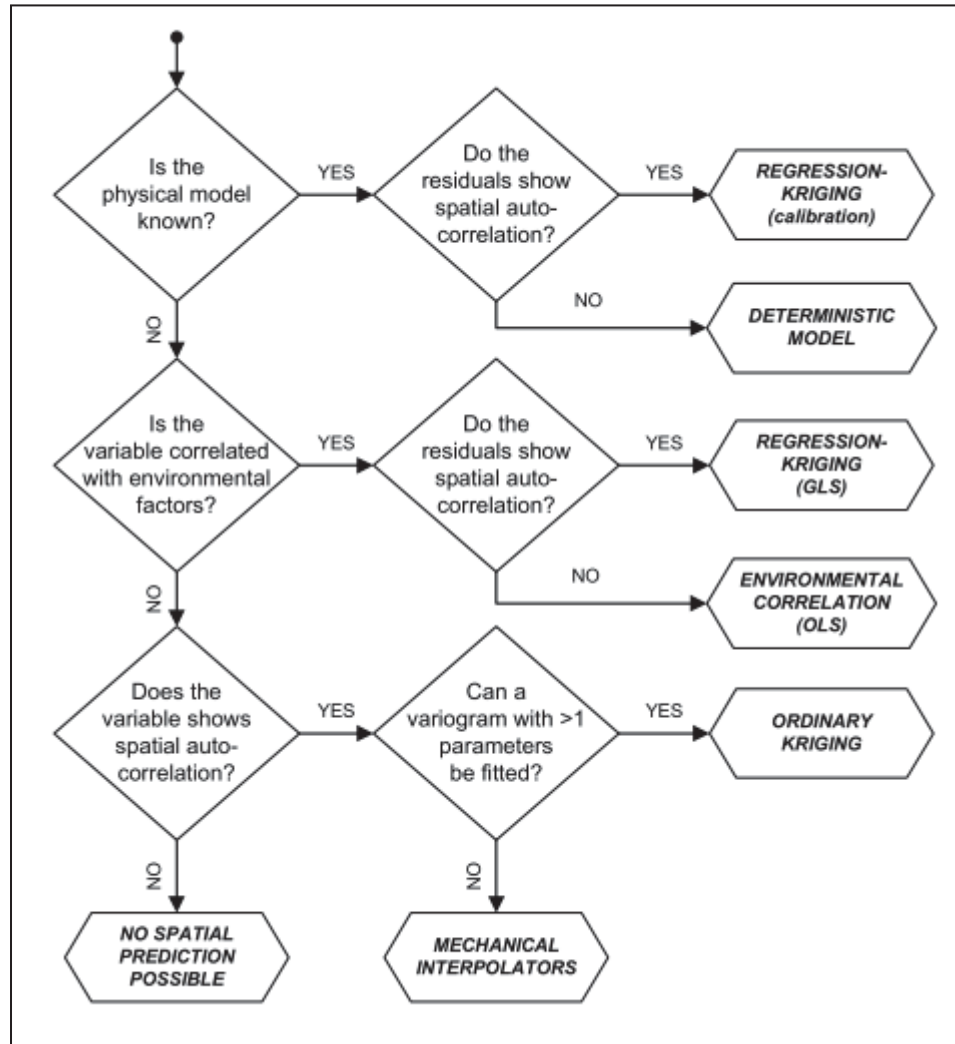 Is the
physical model
known?
YES
Do the
residuals show
spatial auto-
correlation?
YES
REGRESSION-
KRIGING
(calibration)
NO
DETERMINISTIC
MODEL
NO
Is the
variable correlated
with environmental
factors?
YES
Do the
residuals show
spatial auto-
correlation?
YES
REGRESSION-
KRIGING
(GLS)
NO
ENVIRONMENTAL
CORRELATION
(OLS)
NO
Does the
variable shows
spatial auto-
correlation?
YES
Can a
variogram with >1
parameters
be fitted?
YES
ORDINARY
KRIGING
NO
NO SPATIAL
PREDICTION
POSSIBLE
NO
MECHANICAL
INTERPOLATORS